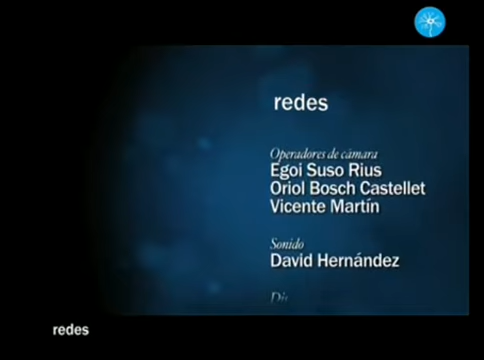 redes
Operadores de cámara
Egoi Suso Rius
Oriol Bosch Castellet
Vicente Martín
Sonido
David Hernández
redes